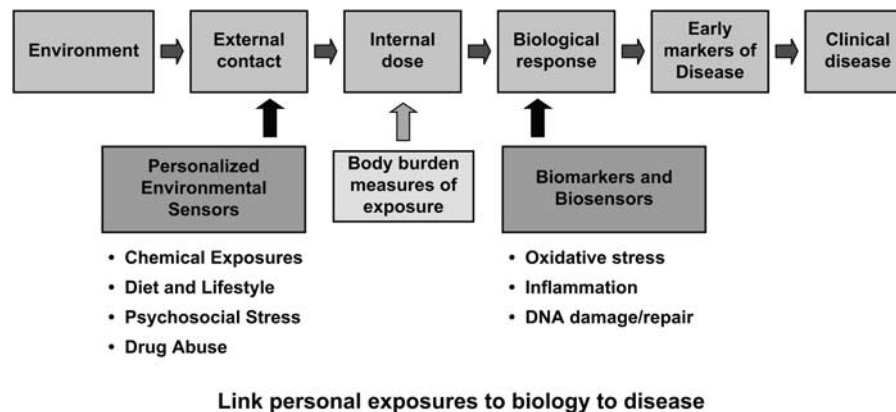 Environment
External
contact
Internal
dose
Biological
response
Early
markers of
Disease
Clinical
disease
Personalized
Environmental
Sensors
Body burden
measures of
exposure
Biomarkers and
Biosensors
• Chemical Exposures
• Diet and Lifestyle
• Psychosocial Stress
• Drug Abuse
• Oxidative stress
• Inflammation
• DNA damage/repair
Link personal exposures to biology to disease